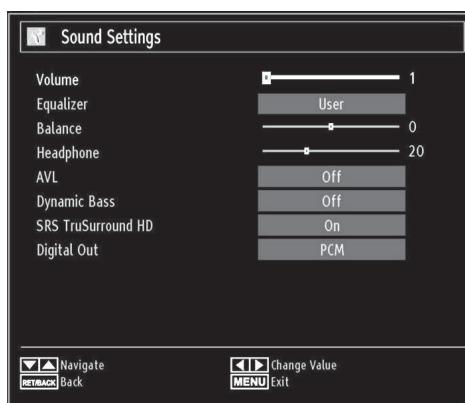 Sound Settings
Volume 1
Equalizer User
Balance 0
Headphone 20
AVL Off
Dynamic Bass Off
SRS TruSurround HD On
Digital Out PCM
Navigate Change Value
RET/BACK Back MENU Exit